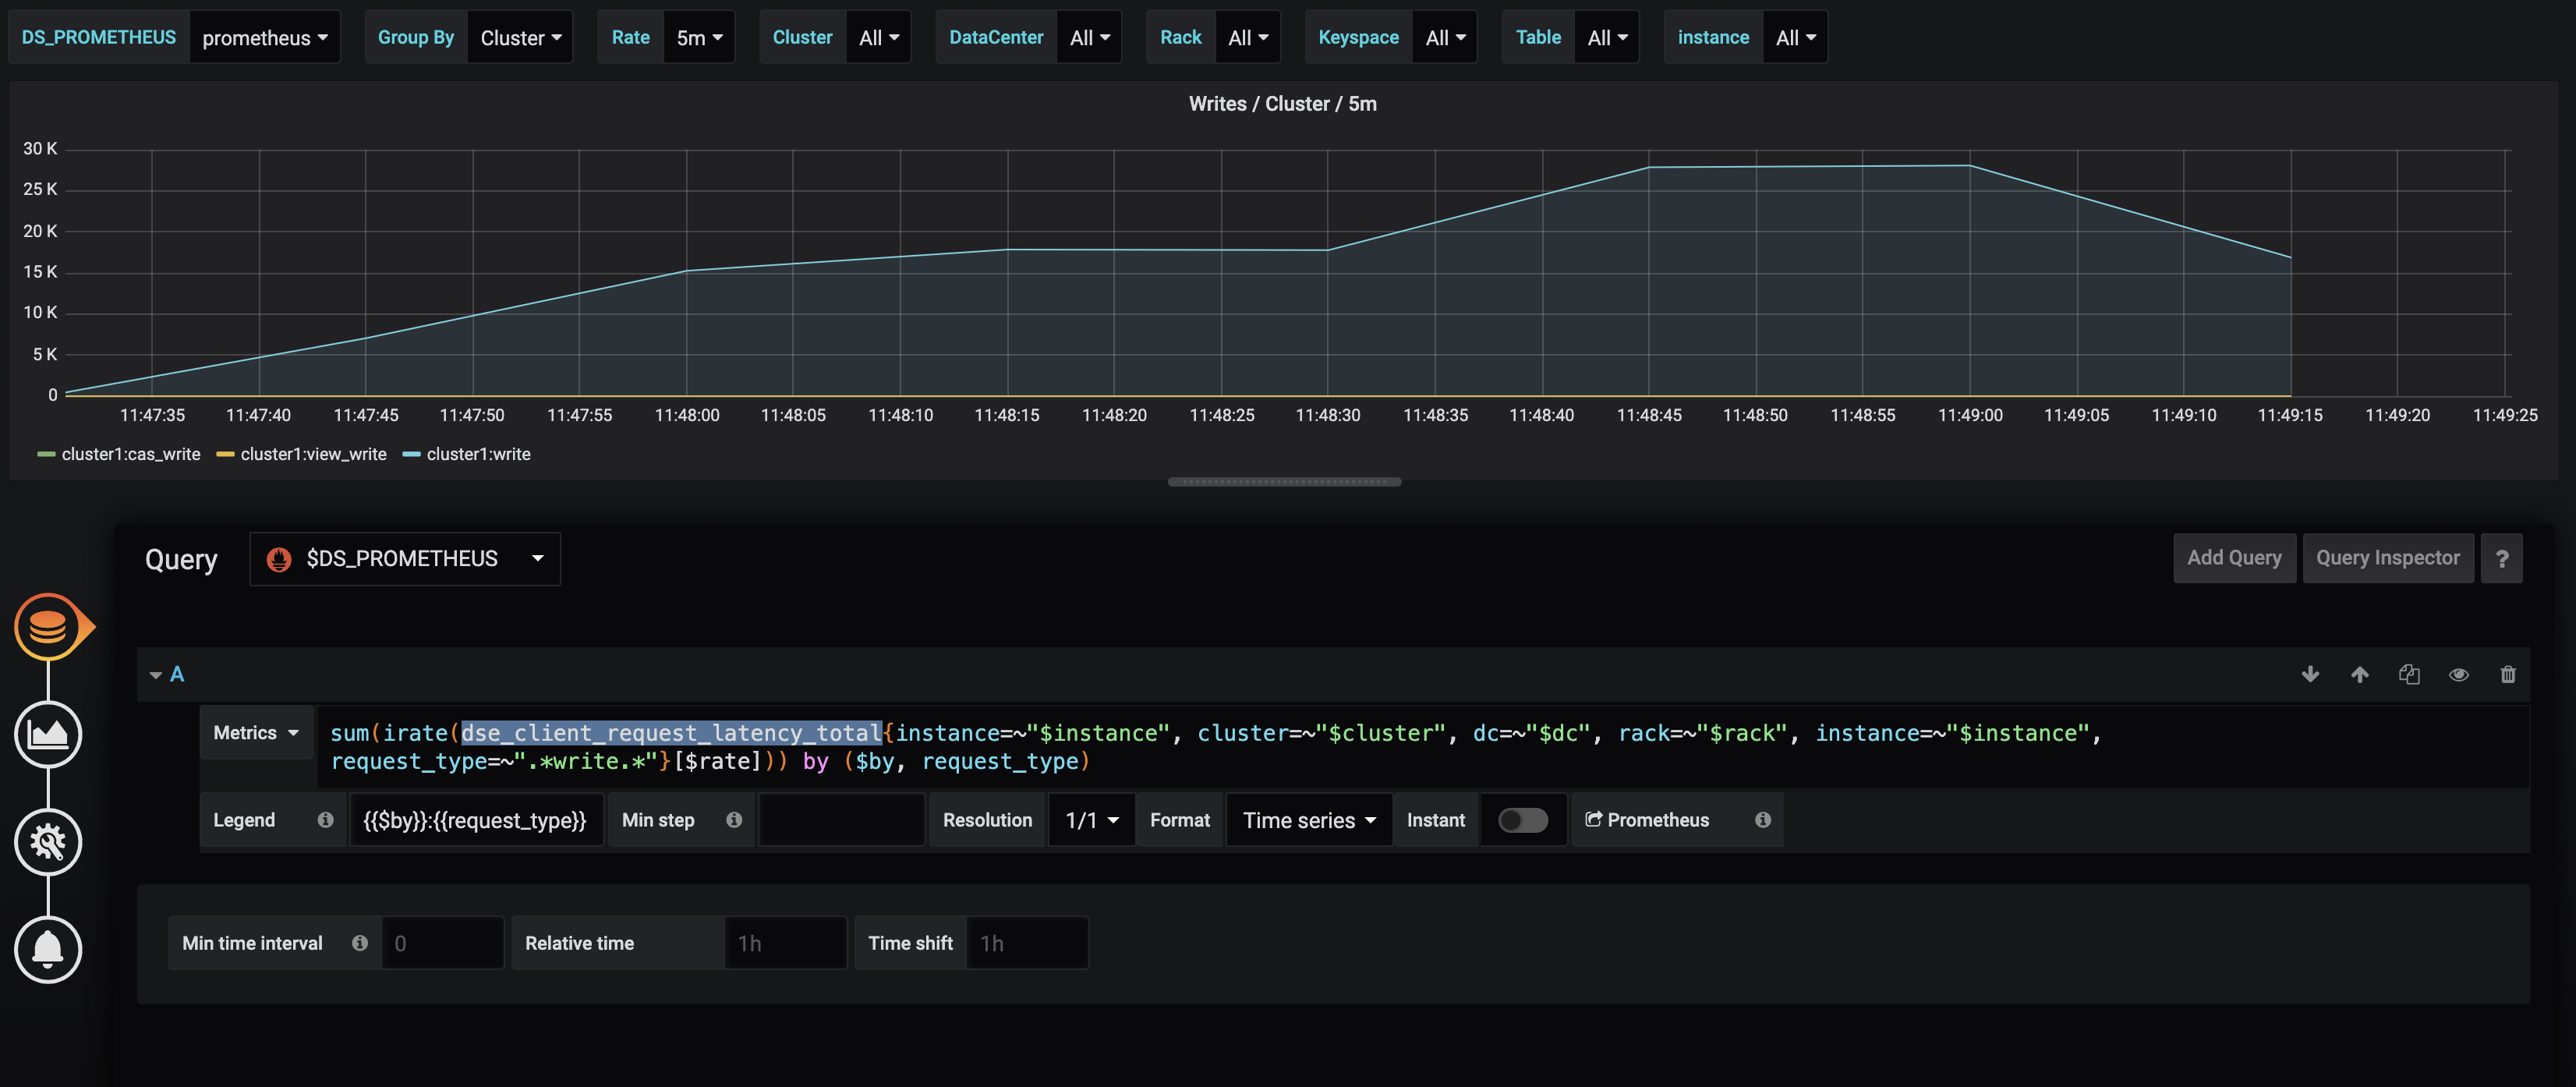 DS_PROMETHEUS prometheus Group By Cluster Rate 5m Cluster All DataCenter All Rack All Keyspace All Table All instance All
Writes / Cluster / 5m
30 K
25 K
20 K
15 K
10 K
5 K
0
11:47:35 11:47:40 11:47:45 11:47:50 11:47:55 11:48:00 11:48:05 11:48:10 11:48:15 11:48:20 11:48:25 11:48:30 11:48:35 11:48:40 11:48:45 11:48:50 11:48:55 11:49:00 11:49:05 11:49:10 11:49:15 11:49:20 11:49:25
cluster1:cas_write cluster1:view_write cluster1:write
Query $DS_PROMETHEUS Add Query Query Inspector ?
A
Metrics sum(irate(dse_client_request_latency_total{instance=~"$instance", cluster=~"$cluster", dc=~"$dc", rack=~"$rack", instance=~"$instance",
request_type=~".*write.*"}[$rate])) by ($by, request_type)
Legend {{$by}}:{{request_type}} Min step Resolution 1/1 Format Time series Instant Prometheus
Min time interval 0 Relative time 1h Time shift 1h